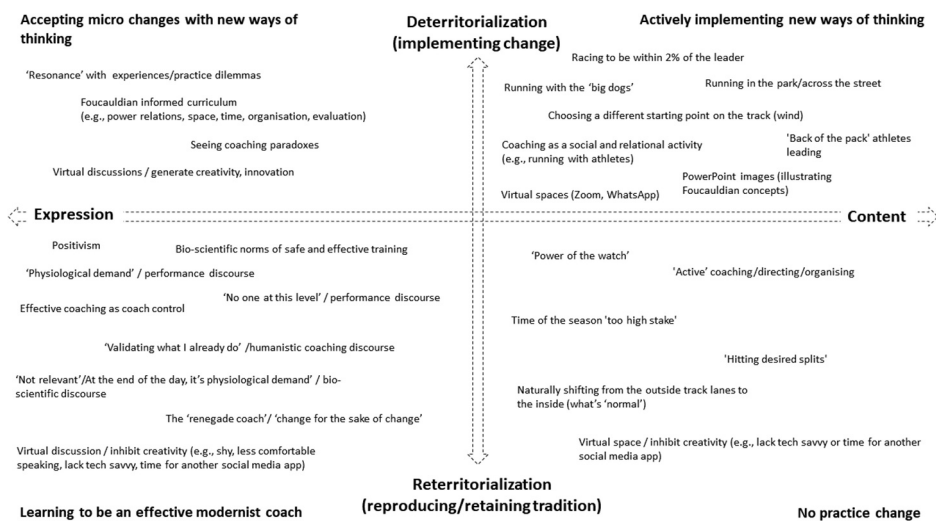 Accepting micro changes with new ways of
thinking
Deterritorialization
(implementing change)
Actively implementing new ways of thinking
'Resonance' with experiences/practice dilemmas
Foucauldian informed curriculum
(e.g., power relations, space, time, organisation, evaluation)
Seeing coaching paradoxes
Virtual discussions / generate creativity, innovation
Racing to be within 2% of the leader
Running with the 'big dogs'
Running in the park/across the street
Choosing a different starting point on the track (wind)
Coaching as a social and relational activity
(e.g., running with athletes)
'Back of the pack' athletes
leading
PowerPoint images (illustrating
Foucauldian concepts)
Virtual spaces (Zoom, WhatsApp)
Expression
Content
Positivism
Bio-scientific norms of safe and effective training
'Physiological demand' / performance discourse
'No one at this level' / performance discourse
Effective coaching as coach control
'Validating what I already do' /humanistic coaching discourse
'Not relevant'/At the end of the day, it's physiological demand' / bio-
scientific discourse
The 'renegade coach'/ 'change for the sake of change'
Virtual discussion / inhibit creativity (e.g., shy, less comfortable
speaking, lack tech savvy, time for another social media app)
'Power of the watch'
'Active' coaching/directing/organising
Time of the season 'too high stake'
'Hitting desired splits'
Naturally shifting from the outside track lanes to
the inside (what's 'normal')
Virtual space / inhibit creativity (e.g., lack tech savvy or time for another
social media app)
Reterritorialization
(reproducing/retaining tradition)
Learning to be an effective modernist coach
No practice change